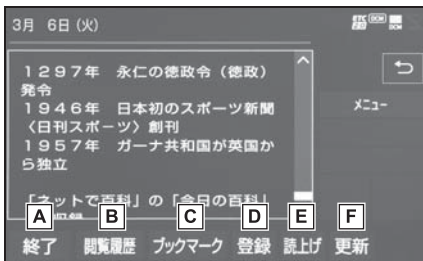 3月 6日 (火)
ETC
DCM
1297年 永仁の徳政令（徳政）
発令
1946年 日本初のスポーツ新聞
〈日刊スポーツ〉創刊
1957年 ガーナ共和国が英国か
ら独立
「ネットで百科」の「今日の百科」
メニュー
A B C D E F
終了 閲覧履歴 ブックマーク 登録 読上げ 更新